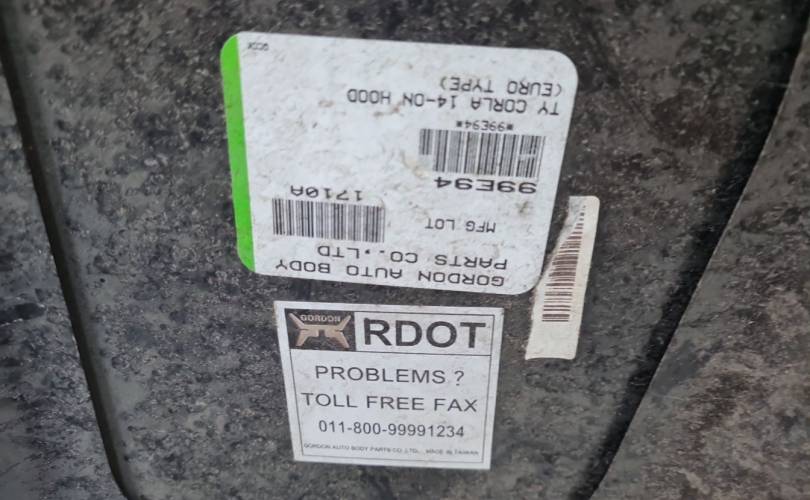 GORDON AUTO BODY
PARTS CO.,LTD
MFG LOT
1710A
99E94
*99E94*
TY CORLA 14-ON HOOD
(EURO TYPE)
GORDON
RDOT
PROBLEMS ?
TOLL FREE FAX
011-800-99991234
GORDON AUTO BODY PARTS CO.,LTD. MADE IN TAIWAN